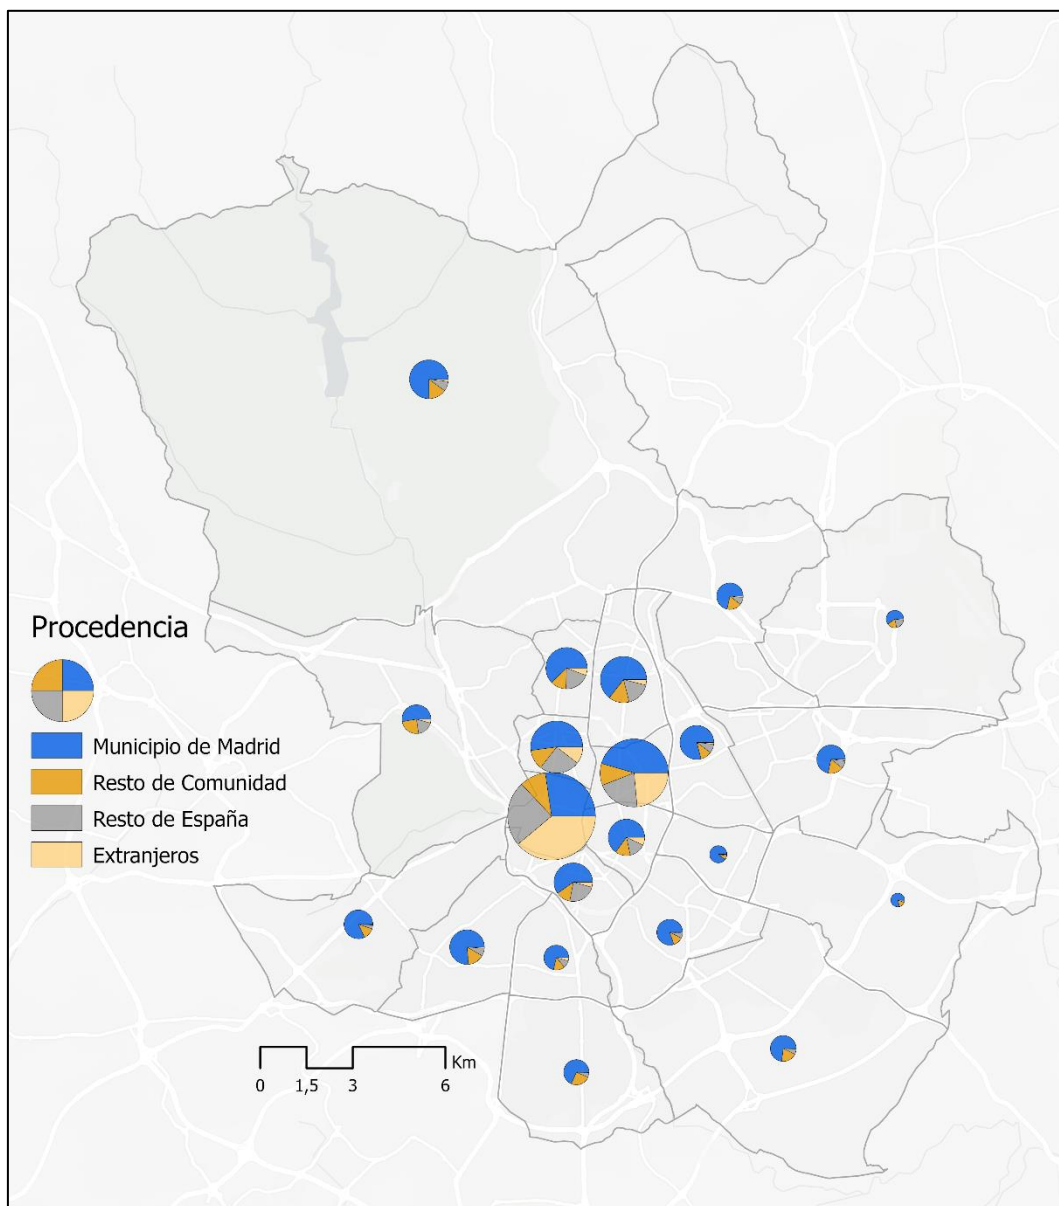 Procedencia
Municipio de Madrid
Resto de Comunidad
Resto de España
Extranjeros
Km
0 1,5 3 6